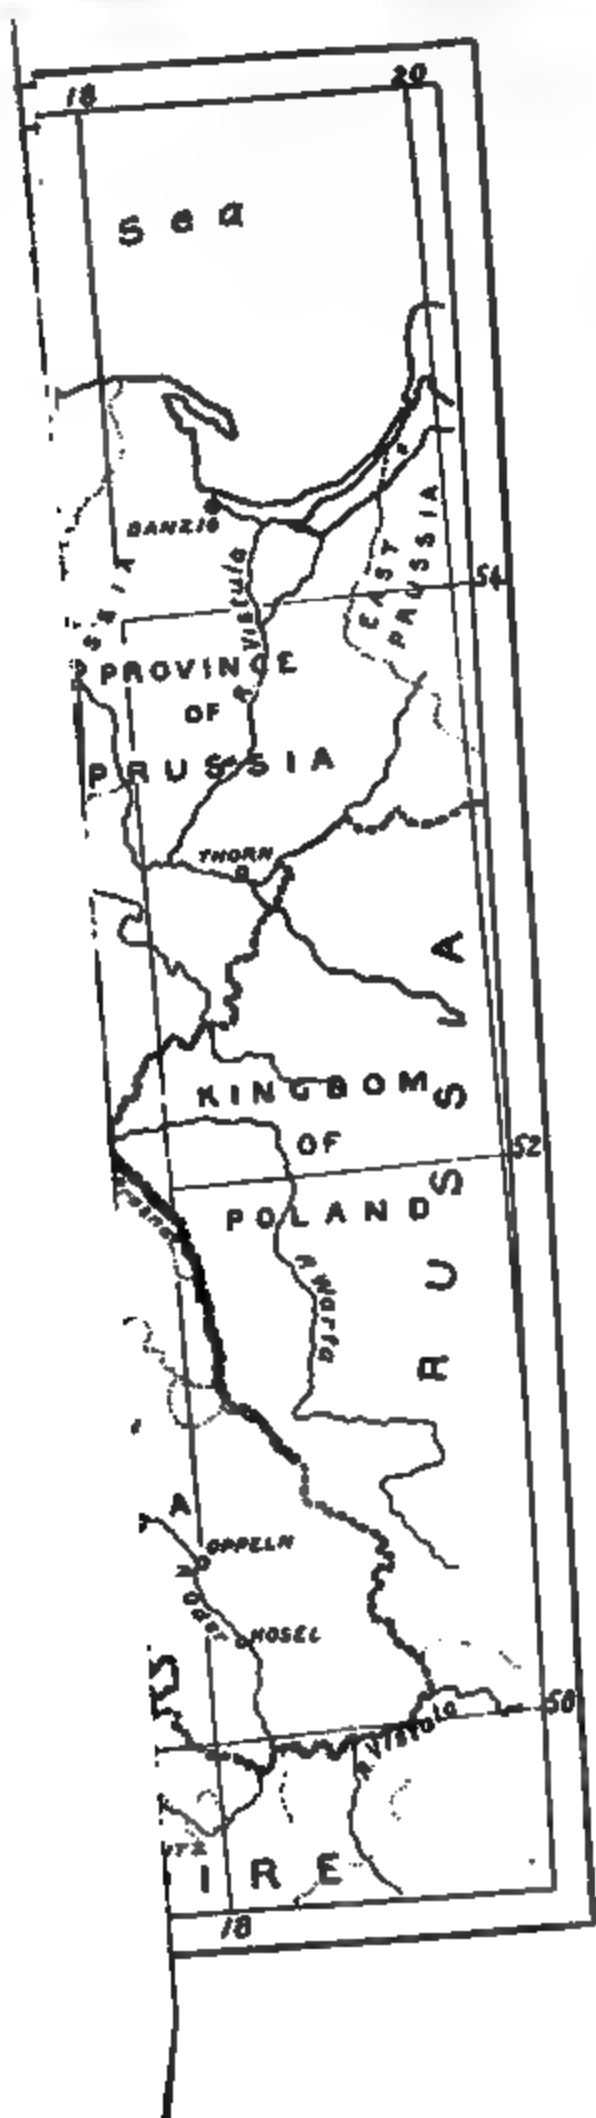 18
20
Sea
DANZIG
R Vistula
EAST
PRUSSIA
54
PROVINCE
OF
PRUSSIA
THORN
RUSSIA
KINGDOM
OF
POLAND
52
R Warta
A
OPPELN
R Oder
KOSEL
50
R Vistula
IRE
18